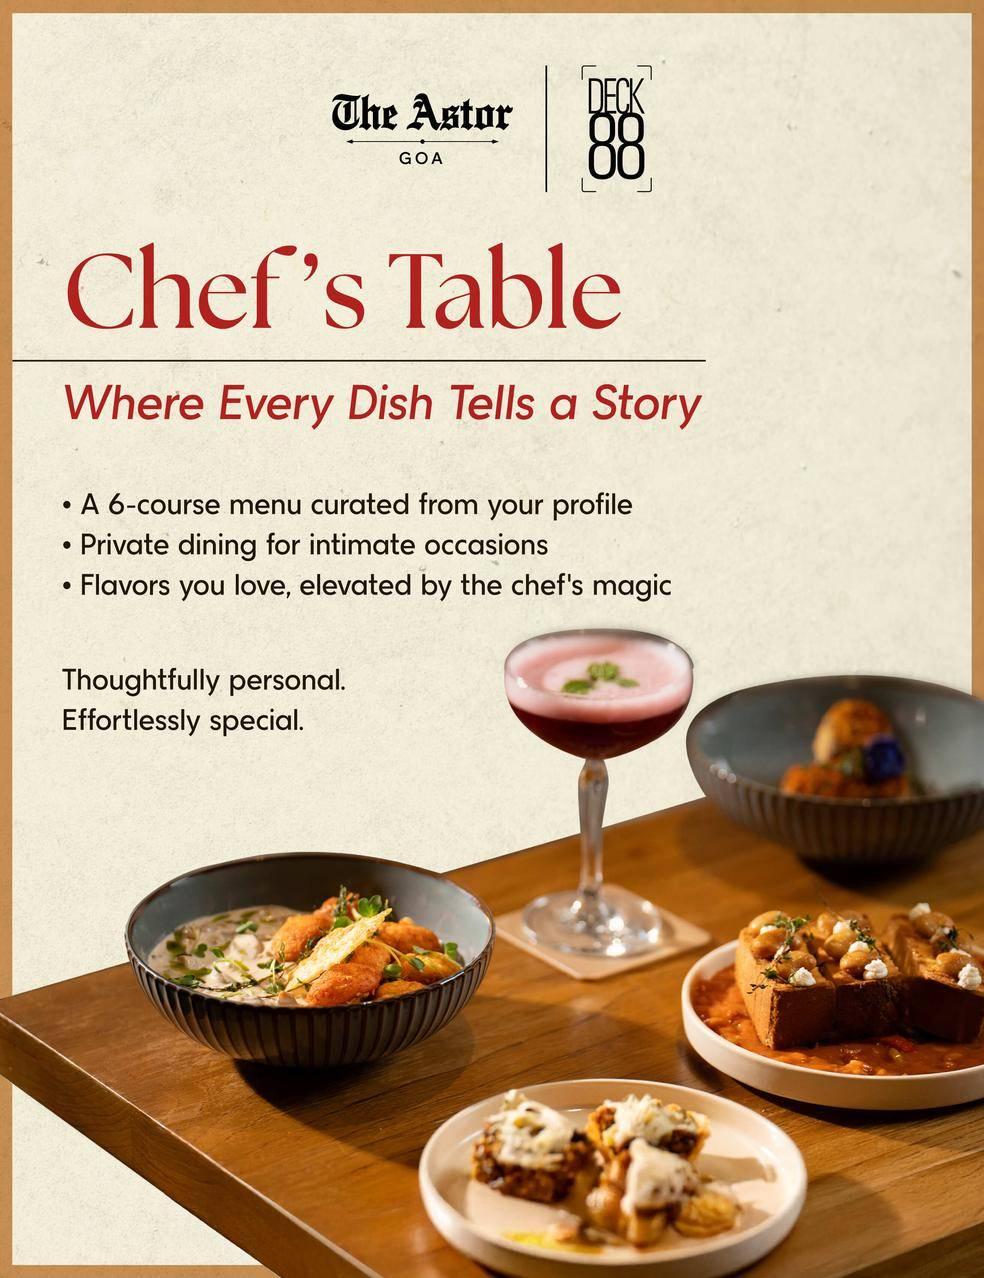 The Astor
GOA
DECK
88
88
Chef's Table
Where Every Dish Tells a Story
• A 6-course menu curated from your profile
• Private dining for intimate occasions
• Flavors you love, elevated by the chef's magic
Thoughtfully personal.
Effortlessly special.